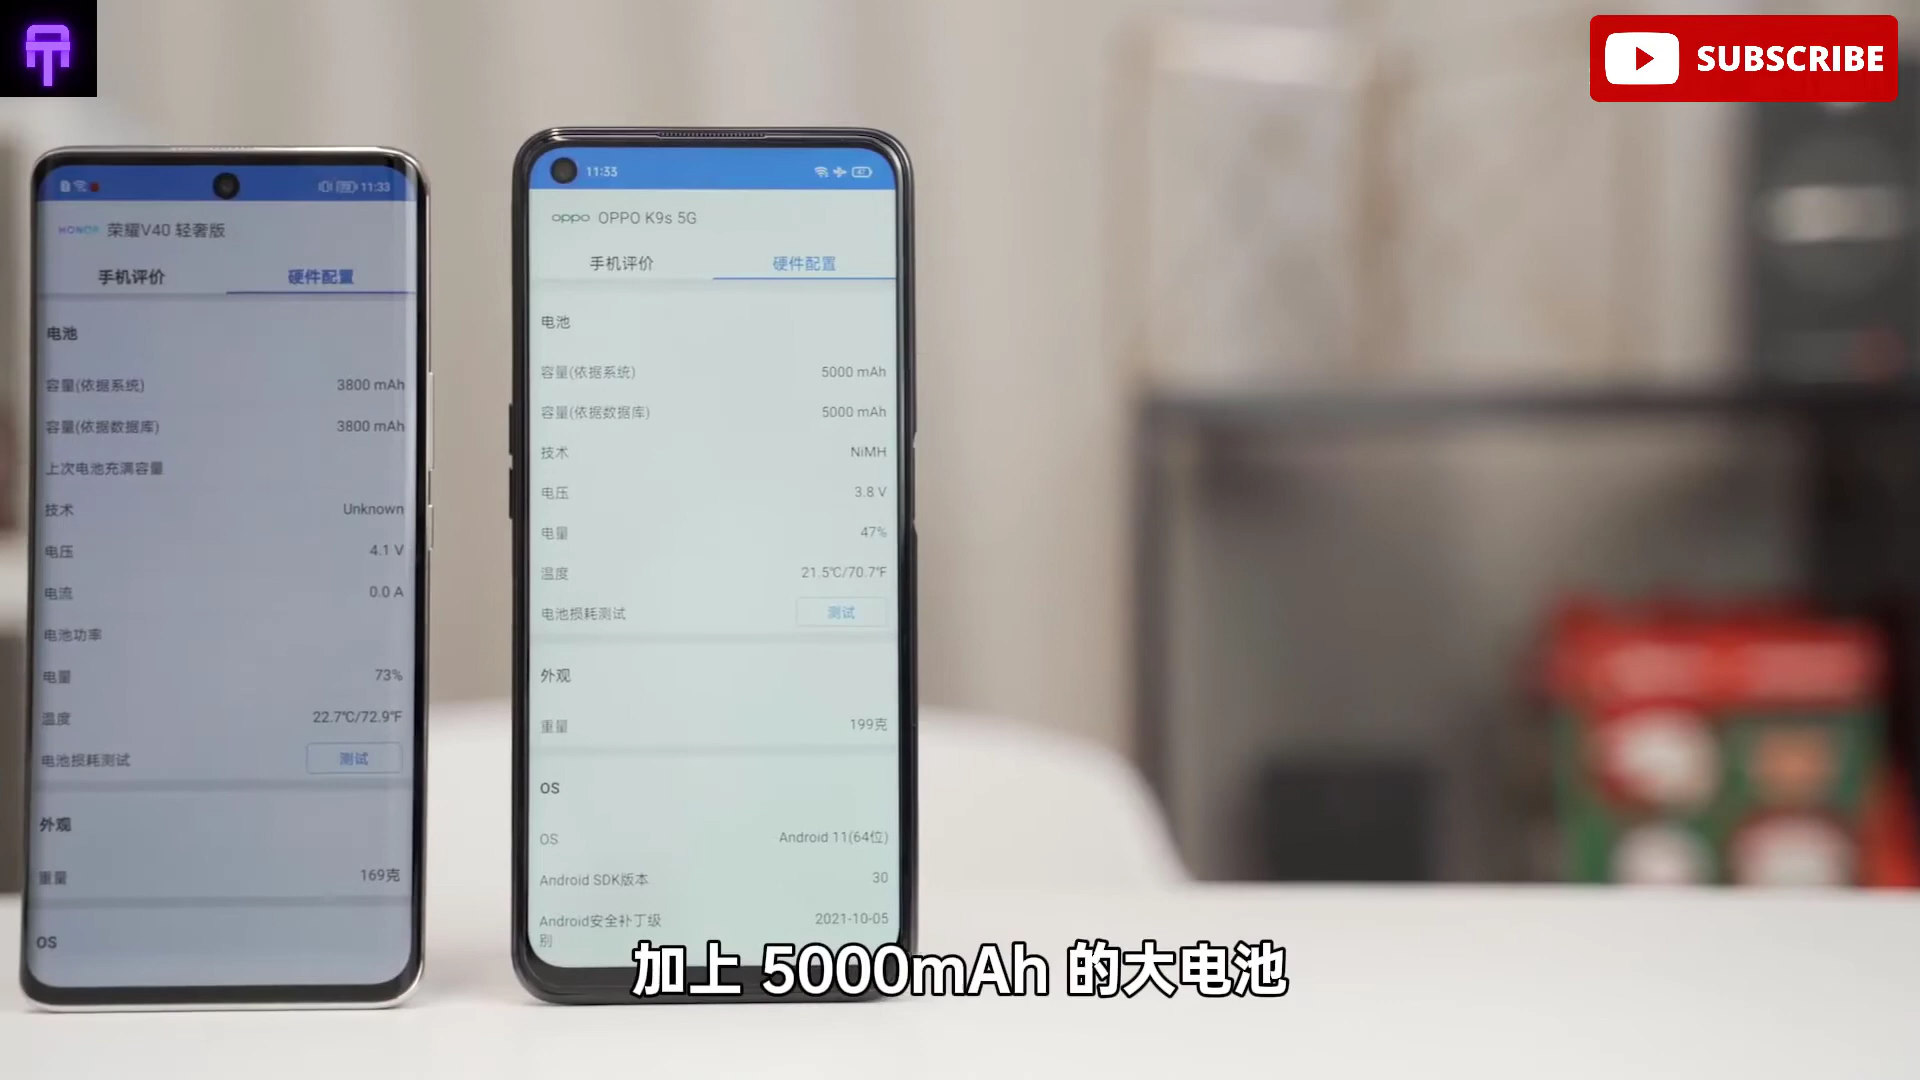 SUBSCRIBE
11:33
HONOR 荣耀V40 轻奢版
手机评价 硬件配置
电池
容量(依据系统) 3800 mAh
容量(依据数据库) 3800 mAh
上次电池充满容量
技术 Unknown
电压 4.1 V
电流 0.0 A
电池功率
电量 73%
温度 22.7℃/72.9℉
电池损耗测试 测试
外观
重量 169克
OS
11:33
oppo OPPO K9s 5G
手机评价 硬件配置
电池
容量(依据系统) 5000 mAh
容量(依据数据库) 5000 mAh
技术 NiMH
电压 3.8 V
电量 47%
温度 21.5℃/70.7℉
电池损耗测试 测试
外观
重量 199克
OS
OS Android 11(64位)
Android SDK版本 30
Android安全补丁级 2021-10-05
别
加上 5000mAh 的大电池